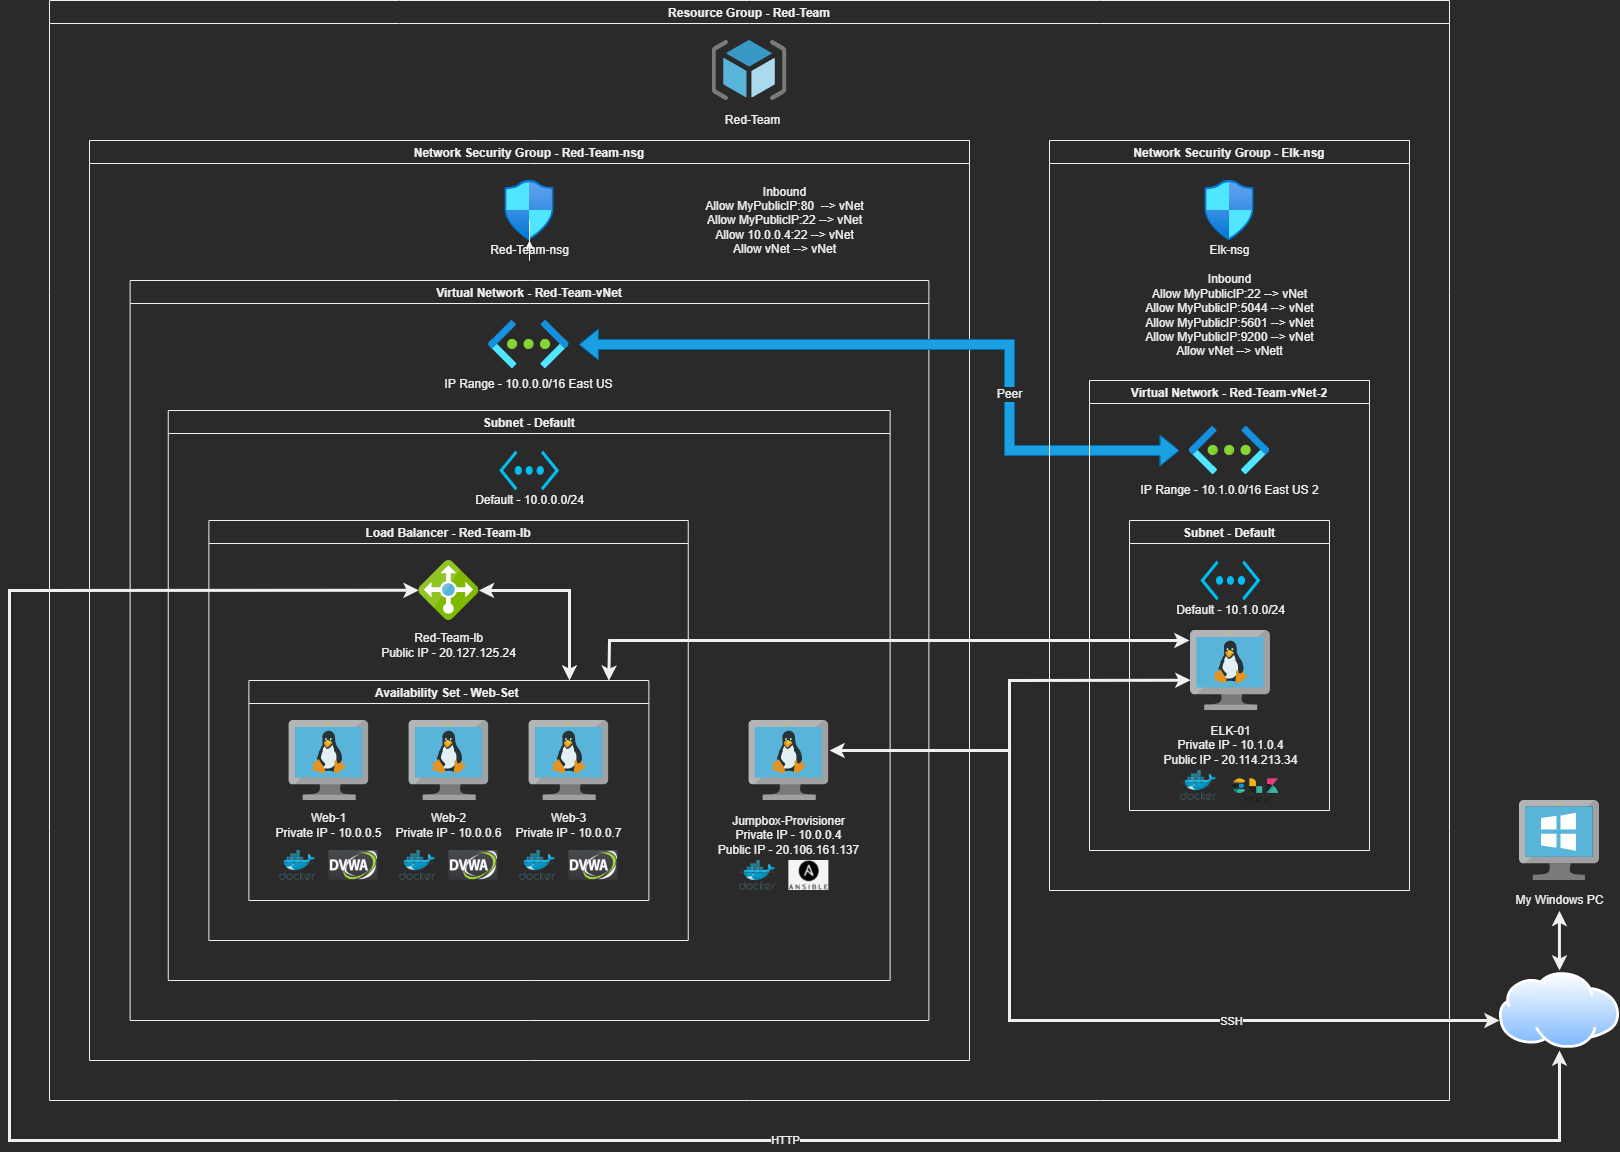 Resource Group - Red-Team
Red-Team
Network Security Group - Red-Team-nsg
Red-Team-nsg
Inbound
Allow MyPublicIP:80 --> vNet
Allow MyPublicIP:22 --> vNet
Allow 10.0.0.4:22 --> vNet
Allow vNet --> vNet
Virtual Network - Red-Team-vNet
IP Range - 10.0.0.0/16 East US
Subnet - Default
Default - 10.0.0.0/24
Load Balancer - Red-Team-lb
Red-Team-lb
Public IP - 20.127.125.24
Availability Set - Web-Set
Web-1
Private IP - 10.0.0.5
docker
DVWA
Web-2
Private IP - 10.0.0.6
docker
DVWA
Web-3
Private IP - 10.0.0.7
docker
DVWA
Jumpbox-Provisioner
Private IP - 10.0.0.4
Public IP - 20.106.161.137
docker
ANSIBLE
Peer
Network Security Group - Elk-nsg
Elk-nsg
Inbound
Allow MyPublicIP:22 --> vNet
Allow MyPublicIP:5044 --> vNet
Allow MyPublicIP:5601 --> vNet
Allow MyPublicIP:9200 --> vNet
Allow vNet --> vNett
Virtual Network - Red-Team-vNet-2
IP Range - 10.1.0.0/16 East US 2
Subnet - Default
Default - 10.1.0.0/24
ELK-01
Private IP - 10.1.0.4
Public IP - 20.114.213.34
docker
My Windows PC
SSH
HTTP